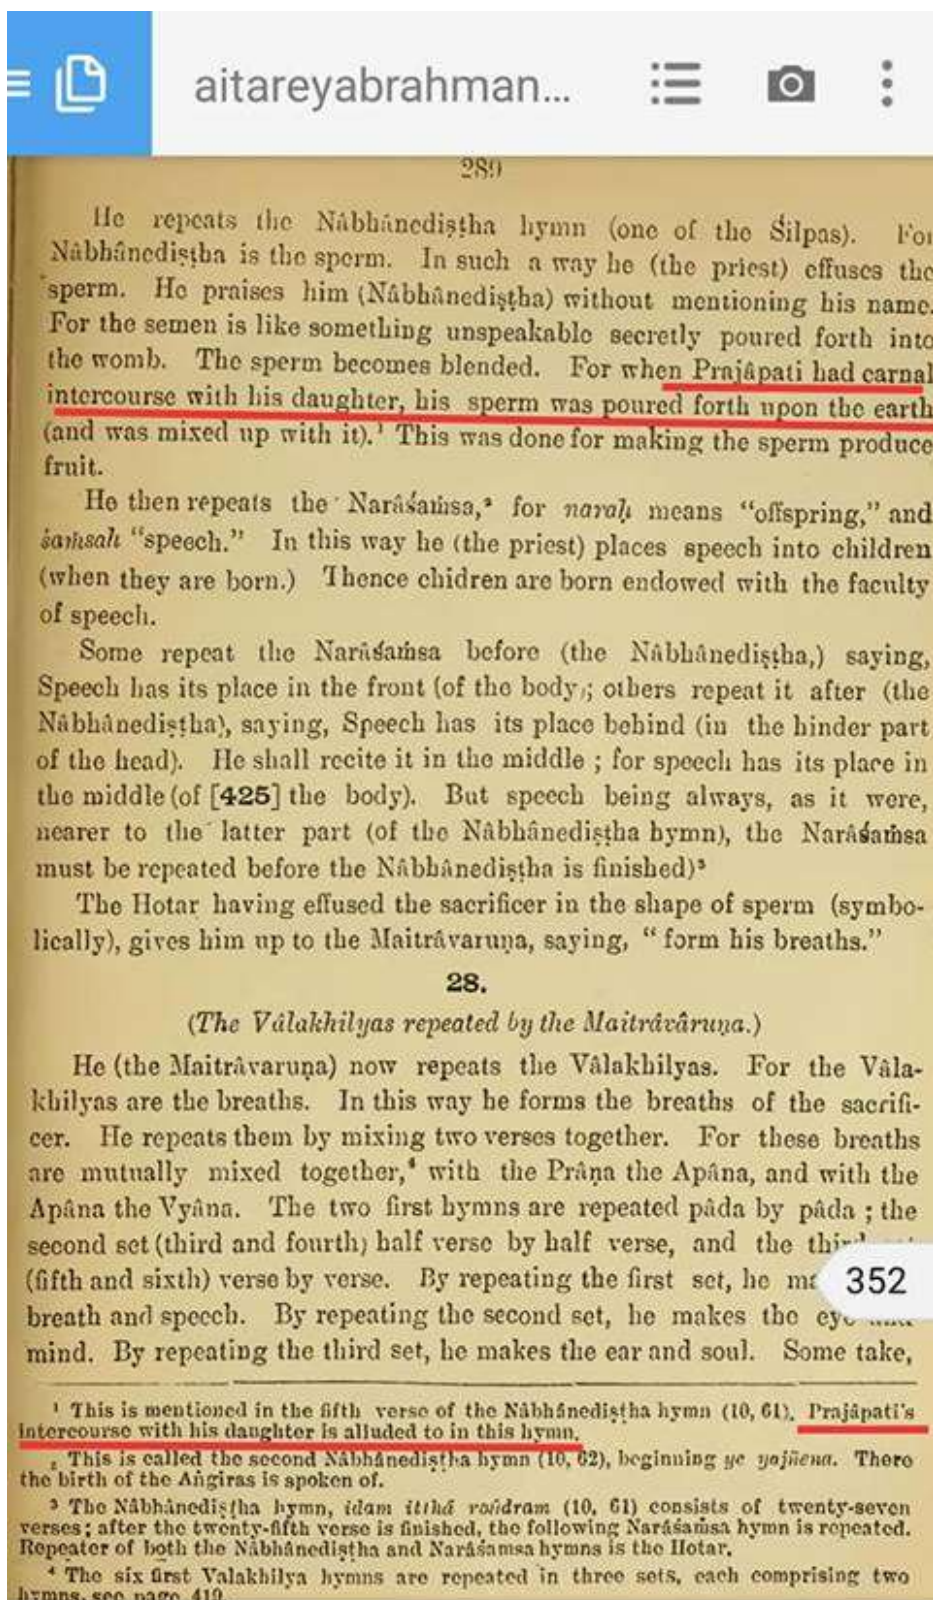 aitareyabrahman...
289
He repeats the Nâbhânediṣṭha hymn (one of the Śilpas). For
Nâbhânediṣṭha is the sperm. In such a way he (the priest) effuses the
sperm. He praises him (Nâbhânediṣṭha) without mentioning his name.
For the semen is like something unspeakable secretly poured forth into
the womb. The sperm becomes blended. For when Prajâpati had carnal
intercourse with his daughter, his sperm was poured forth upon the earth
(and was mixed up with it).¹ This was done for making the sperm produce
fruit.
He then repeats the Narâśaṁsa,² for naraḥ means "offspring," and
śaṁsaḥ "speech." In this way he (the priest) places speech into children
(when they are born.) Thence chidren are born endowed with the faculty
of speech.
Some repeat the Narâśaṁsa before (the Nâbhânediṣṭha,) saying,
Speech has its place in the front (of the body,; others repeat it after (the
Nâbhânediṣṭha), saying, Speech has its place behind (in the hinder part
of the head). He shall recite it in the middle ; for speech has its place in
the middle (of [425] the body). But speech being always, as it were,
nearer to the latter part (of the Nâbhânediṣṭha hymn), the Narâśaṁsa
must be repeated before the Nâbhânediṣṭha is finished)³
The Hotar having effused the sacrificer in the shape of sperm (symbo-
lically), gives him up to the Maitrâvaruṇa, saying, "form his breaths."
28.
(The Vâlakhilyas repeated by the Maitrâvâruṇa.)
He (the Maitrâvaruṇa) now repeats the Vâlakhilyas. For the Vâla-
khilyas are the breaths. In this way he forms the breaths of the sacrifi-
cer. He repeats them by mixing two verses together. For these breaths
are mutually mixed together,⁴ with the Prâṇa the Apâna, and with the
Apâna the Vyâna. The two first hymns are repeated pâda by pâda ; the
second set (third and fourth) half verse by half verse, and the
(fifth and sixth) verse by verse. By repeating the first set, he
352
breath and speech. By repeating the second set, he makes the
mind. By repeating the third set, he makes the ear and soul. Some take,
¹ This is mentioned in the fifth verse of the Nâbhânediṣṭha hymn (10, 61). Prajâpati's
intercourse with his daughter is alluded to in this hymn.
² This is called the second Nâbhânediṣṭha hymn (10, 62), beginning ye yajñena. There
the birth of the Aṅgiras is spoken of.
³ The Nâbhânediṣṭha hymn, idam itthâ raudram (10, 61) consists of twenty-seven
verses; after the twenty-fifth verse is finished, the following Narâśaṁsa hymn is repeated.
Repeater of both the Nâbhânediṣṭha and Narâśaṁsa hymns is the Hotar.
⁴ The six first Valakhilya hymns are repeated in three sets, each comprising two
hymns, see page 419.